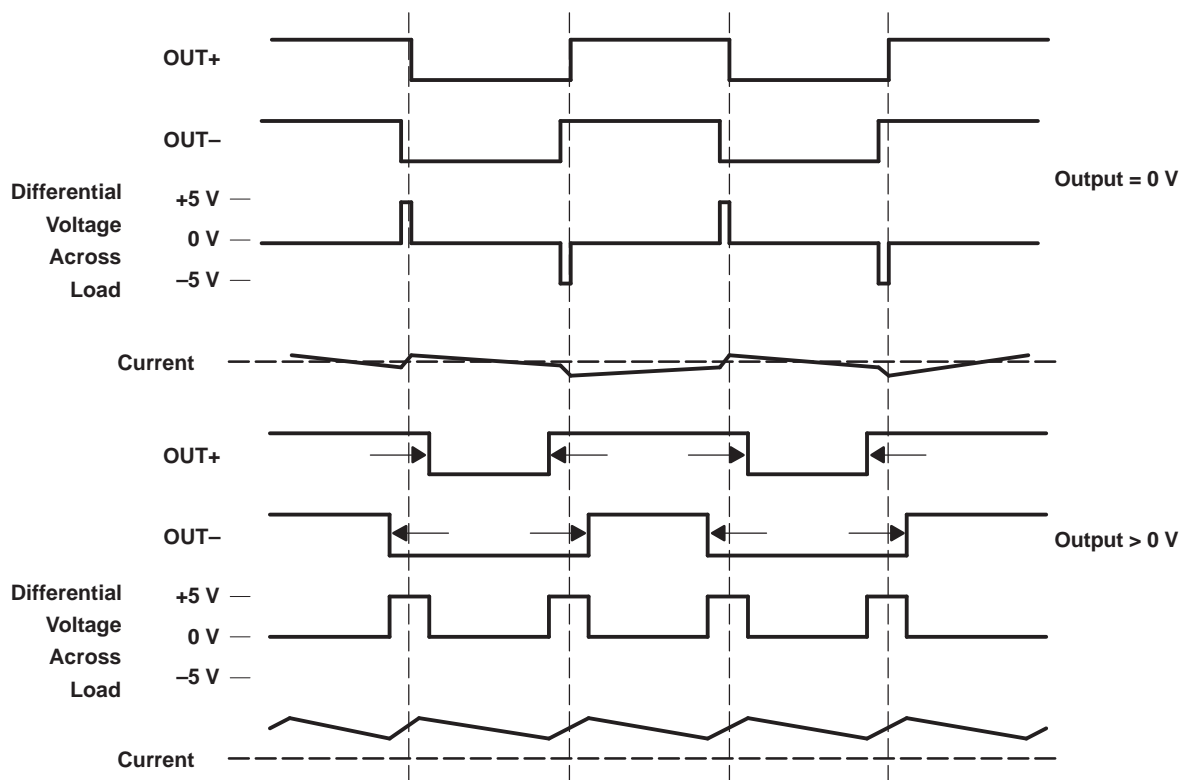 OUT+
OUT–
Output = 0 V
Differential
Voltage
Across
Load
+5 V
0 V
–5 V
Current
OUT+
OUT–
Output > 0 V
Differential
Voltage
Across
Load
+5 V
0 V
–5 V
Current